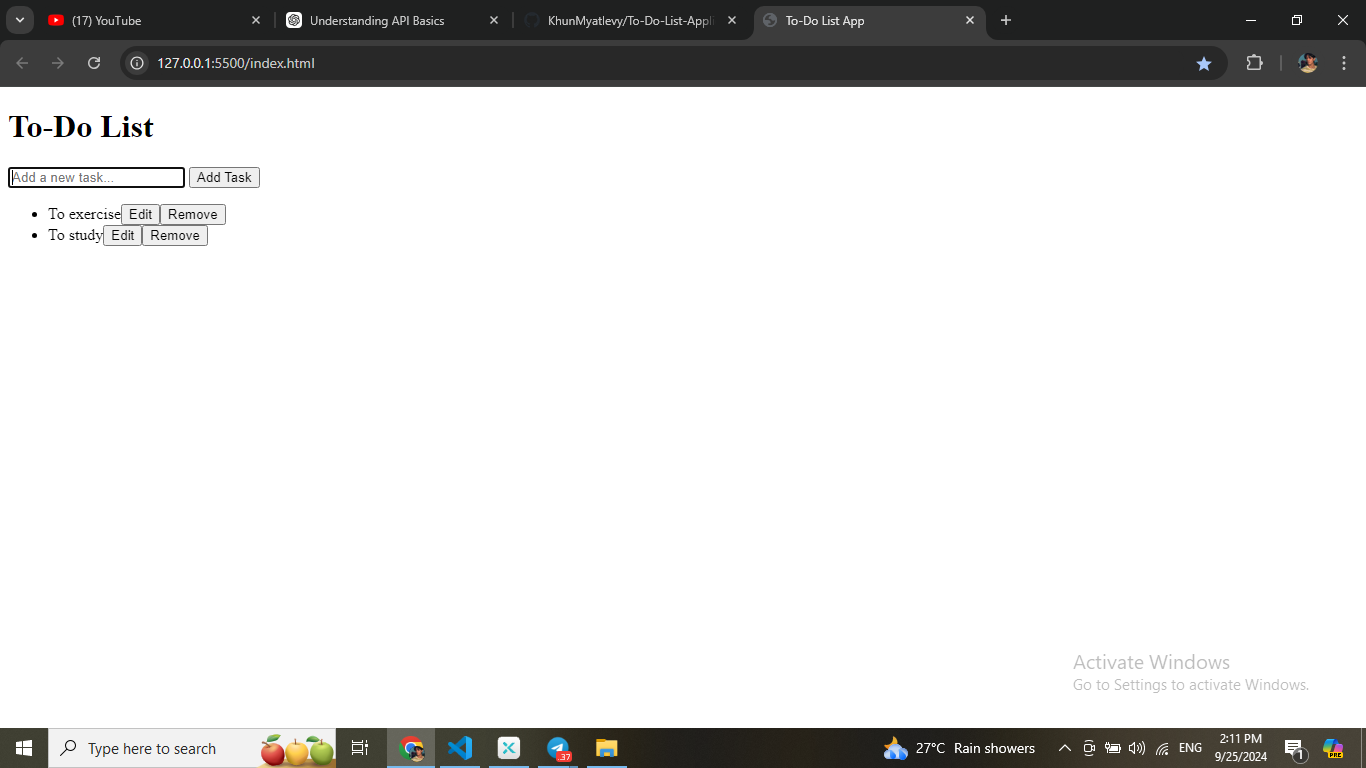 (17) YouTube
Understanding API Basics
KhunMyatlevy/To-Do-List-Appli
To-Do List App
127.0.0.1:5500/index.html
To-Do List
Add a new task...
Add Task
To exercise Edit Remove
To study Edit Remove
Activate Windows
Go to Settings to activate Windows.
Type here to search
37
27°C Rain showers
ENG
2:11 PM
9/25/2024
1
PRE